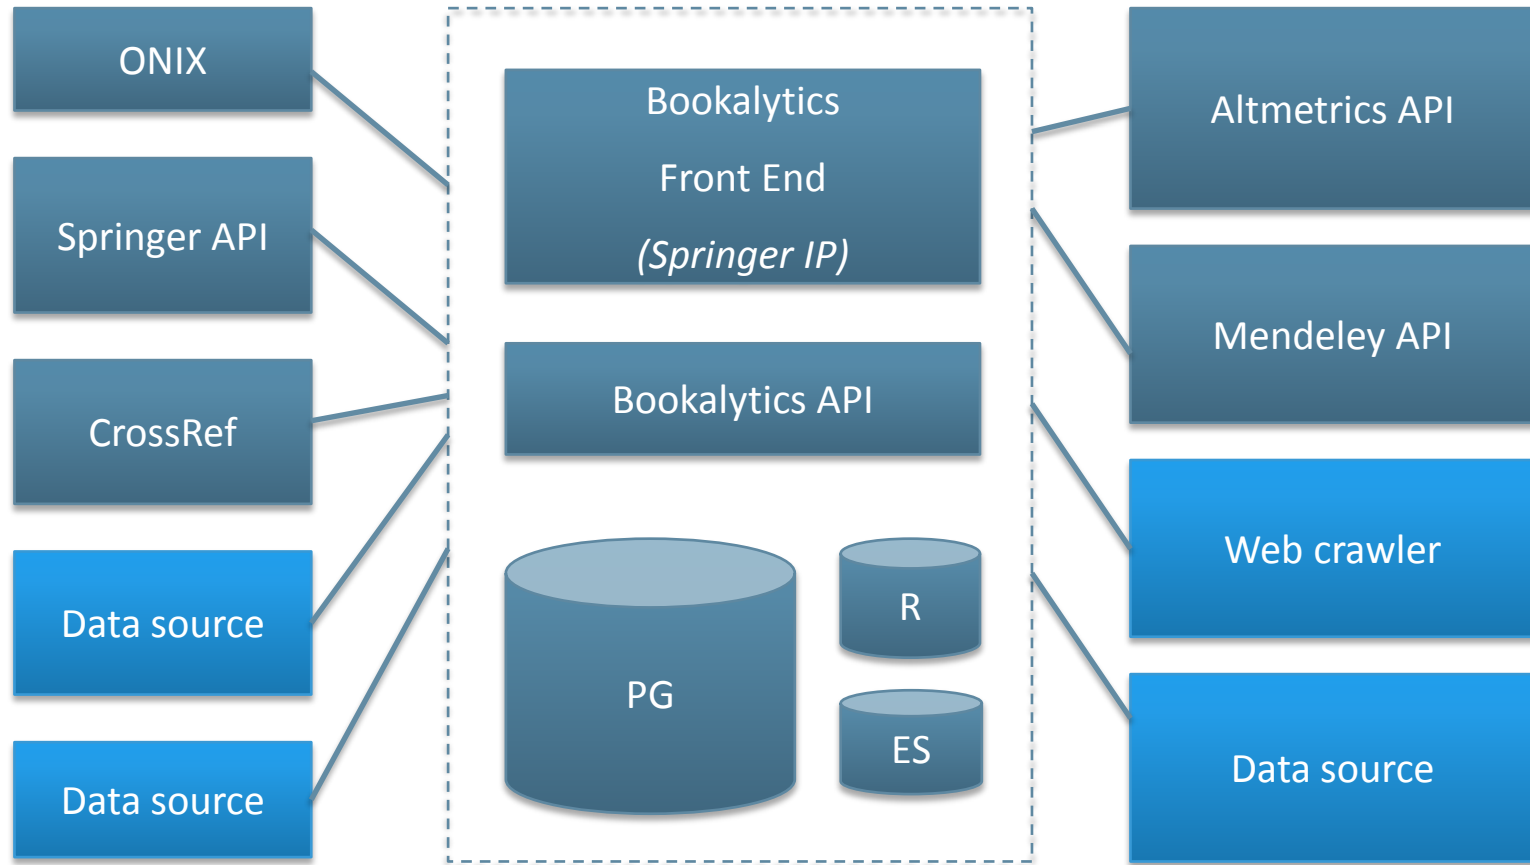 ONIX
Springer API
CrossRef
Data source
Data source
Bookalytics
Front End
(Springer IP)
Bookalytics API
PG
R
ES
Altmetrics API
Mendeley API
Web crawler
Data source